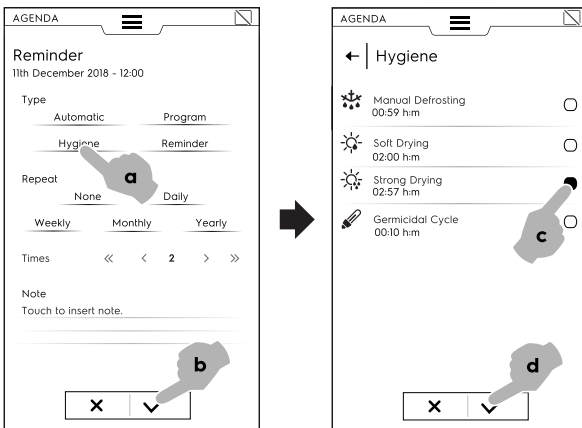 AGENDA
Reminder
11th December 2018 - 12:00
Type
Automatic Program
Hygiene Reminder
a
Repeat
None Daily
Weekly Monthly Yearly
Times « < 2 > »
Note
Touch to insert note.
b
AGENDA
Hygiene
Manual Defrosting
00:59 h:m
Soft Drying
02:00 h:m
Strong Drying
02:57 h:m
Germicidal Cycle
00:10 h:m
c
d